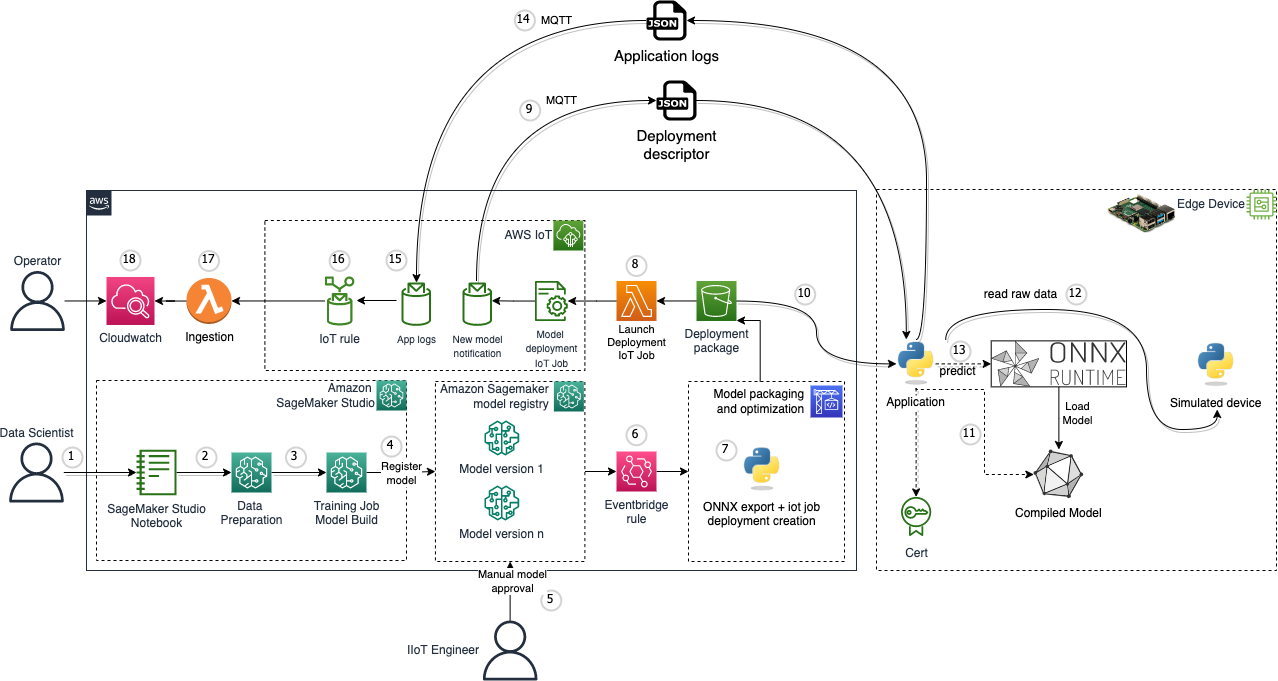 14
MQTT
JSON
Application logs
9
MQTT
JSON
Deployment
descriptor
aws
AWS IoT
Edge Device
Operator
18
Cloudwatch
17
Ingestion
16
IoT rule
15
App logs
New model
notification
Model
deployment
IoT Job
8
Launch
Deployment
IoT Job
Deployment
package
10
read raw data
12
13
predict
ONNX
RUNTIME
Application
Simulated device
Load
Model
11
Compiled Model
Cert
Data Scientist
1
Amazon
SageMaker Studio
SageMaker Studio
Notebook
2
Data
Preparation
3
Training Job
Model Build
4
Register
model
Amazon Sagemaker
model registry
Model version 1
Model version n
6
Eventbridge
rule
Model packaging
and optimization
7
ONNX export + iot job
deployment creation
Manual model
approval
5
IIoT Engineer